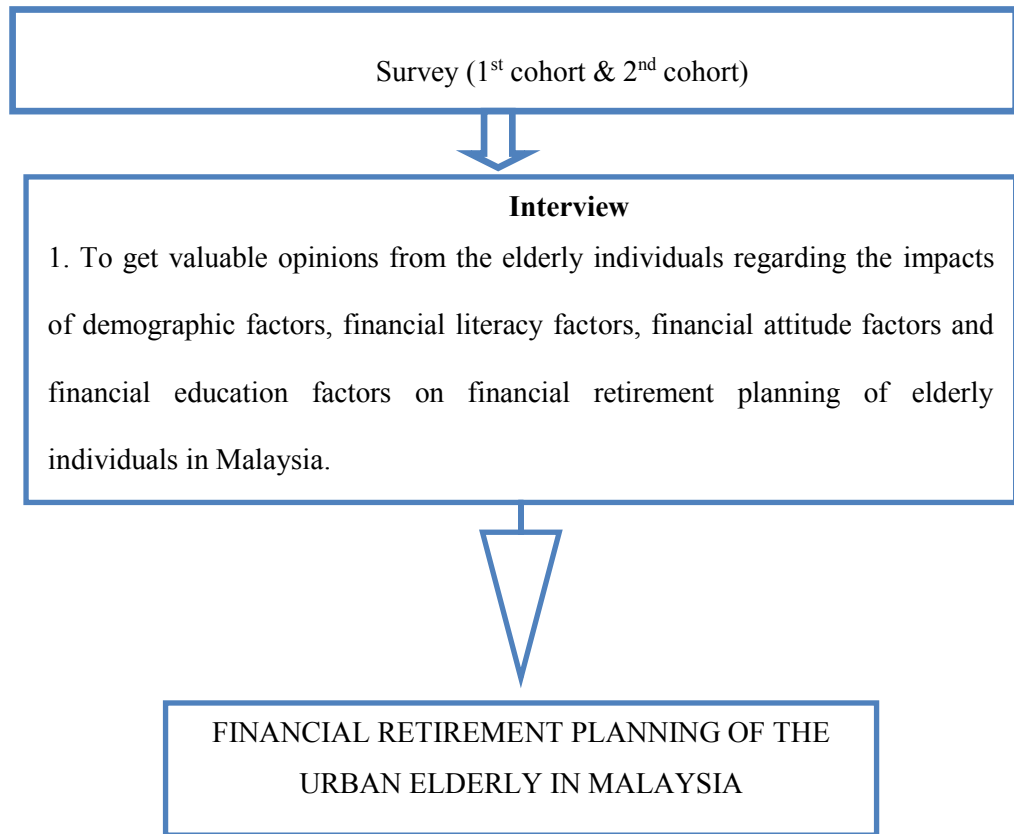 Survey (1st cohort & 2nd cohort)
Interview
1. To get valuable opinions from the elderly individuals regarding the impacts
of demographic factors, financial literacy factors, financial attitude factors and
financial education factors on financial retirement planning of elderly
individuals in Malaysia.
FINANCIAL RETIREMENT PLANNING OF THE
URBAN ELDERLY IN MALAYSIA